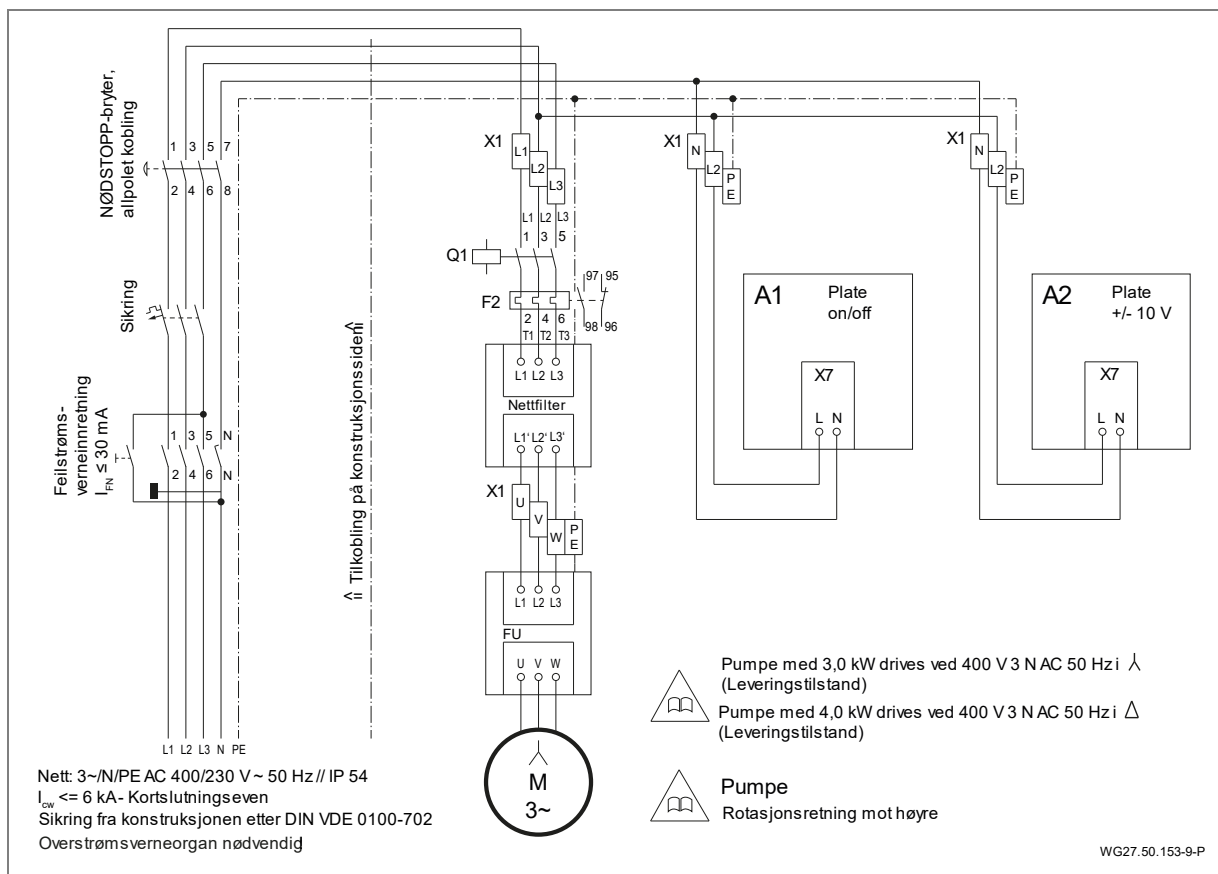 NØDSTOPP-bryter,
allpolet kobling
1 3 5 7
2 4 6 8
Sikring
Feilstrøms-
verneinnretning
I_FN ≤ 30 mA
1 3 5 N
2 4 6 N
L1 L2 L3 N PE
Nett: 3~/N/PE AC 400/230 V ~ 50 Hz // IP 54
I_cw <= 6 kA - Kortslutningseven
Sikring fra konstruksjonen etter DIN VDE 0100-702
Overstrømsverneorgan nødvendig
Tilkobling på konstruksjonssiden
X1
L1
L2
L3
L1 L2 L3
1 3 5
Q1
97 95
F2
98 96
2 4 6
T1 T2 T3
L1 L2 L3
Nettfilter
L1' L2' L3'
X1
U
V
W
PE
L1 L2 L3
FU
U V W
M
3~
X1
N
L2
PE
A1
Plate
on/off
X7
L N
X1
N
L2
PE
A2
Plate
+/- 10 V
X7
L N
Pumpe med 3,0 kW drives ved 400 V 3 N AC 50 Hz i
(Leveringstilstand)
Pumpe med 4,0 kW drives ved 400 V 3 N AC 50 Hz i Δ
(Leveringstilstand)
Pumpe
Rotasjonsretning mot høyre
WG27.50.153-9-P